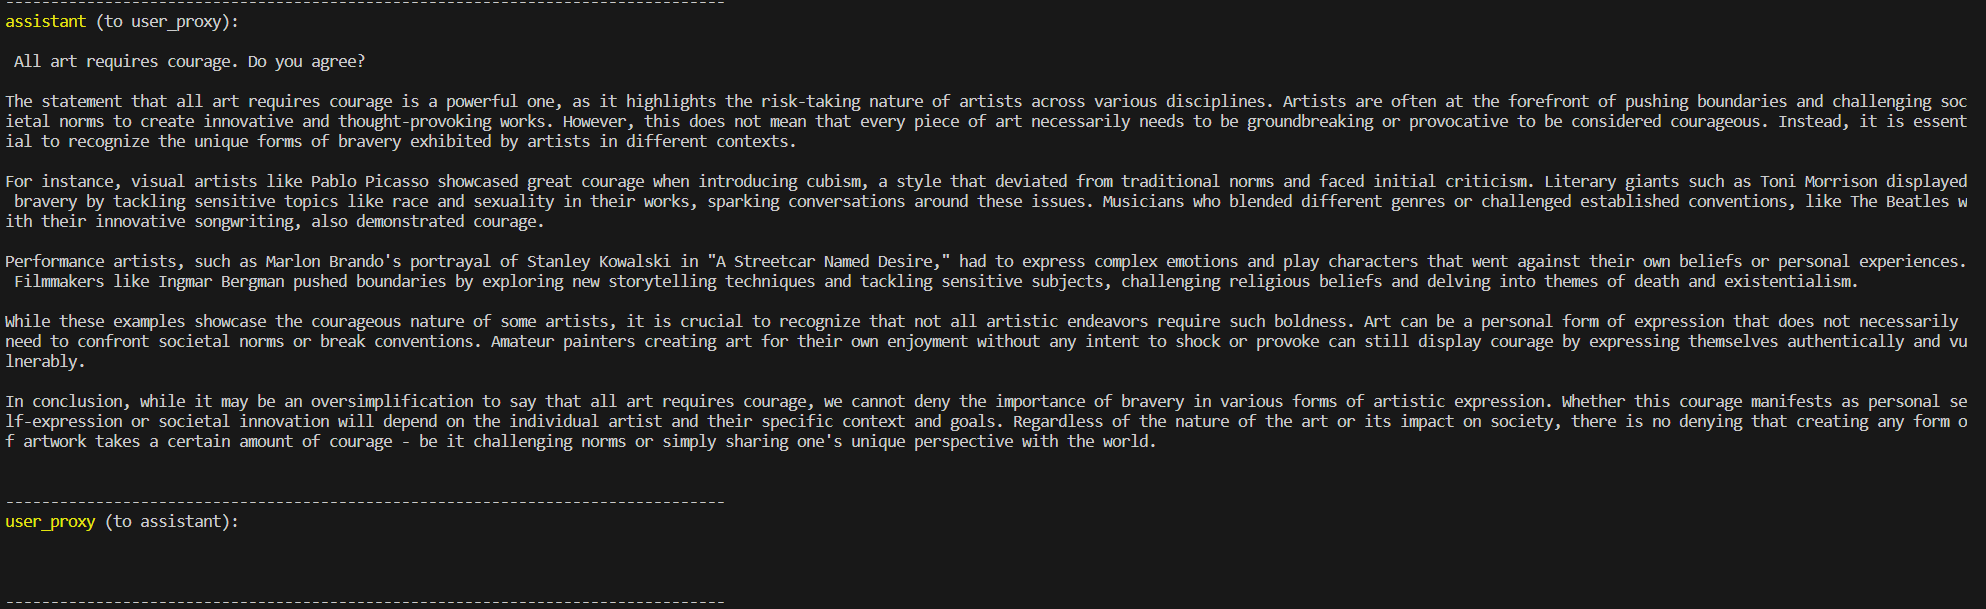 --------------------------------------------------------------------------------
assistant (to user_proxy):
All art requires courage. Do you agree?
The statement that all art requires courage is a powerful one, as it highlights the risk-taking nature of artists across various disciplines. Artists are often at the forefront of pushing boundaries and challenging soc
ietal norms to create innovative and thought-provoking works. However, this does not mean that every piece of art necessarily needs to be groundbreaking or provocative to be considered courageous. Instead, it is essent
ial to recognize the unique forms of bravery exhibited by artists in different contexts.
For instance, visual artists like Pablo Picasso showcased great courage when introducing cubism, a style that deviated from traditional norms and faced initial criticism. Literary giants such as Toni Morrison displayed
bravery by tackling sensitive topics like race and sexuality in their works, sparking conversations around these issues. Musicians who blended different genres or challenged established conventions, like The Beatles w
ith their innovative songwriting, also demonstrated courage.
Performance artists, such as Marlon Brando's portrayal of Stanley Kowalski in "A Streetcar Named Desire," had to express complex emotions and play characters that went against their own beliefs or personal experiences.
Filmmakers like Ingmar Bergman pushed boundaries by exploring new storytelling techniques and tackling sensitive subjects, challenging religious beliefs and delving into themes of death and existentialism.
While these examples showcase the courageous nature of some artists, it is crucial to recognize that not all artistic endeavors require such boldness. Art can be a personal form of expression that does not necessarily
need to confront societal norms or break conventions. Amateur painters creating art for their own enjoyment without any intent to shock or provoke can still display courage by expressing themselves authentically and vu
lnerably.
In conclusion, while it may be an oversimplification to say that all art requires courage, we cannot deny the importance of bravery in various forms of artistic expression. Whether this courage manifests as personal se
lf-expression or societal innovation will depend on the individual artist and their specific context and goals. Regardless of the nature of the art or its impact on society, there is no denying that creating any form o
f artwork takes a certain amount of courage - be it challenging norms or simply sharing one's unique perspective with the world.
--------------------------------------------------------------------------------
user_proxy (to assistant):
--------------------------------------------------------------------------------